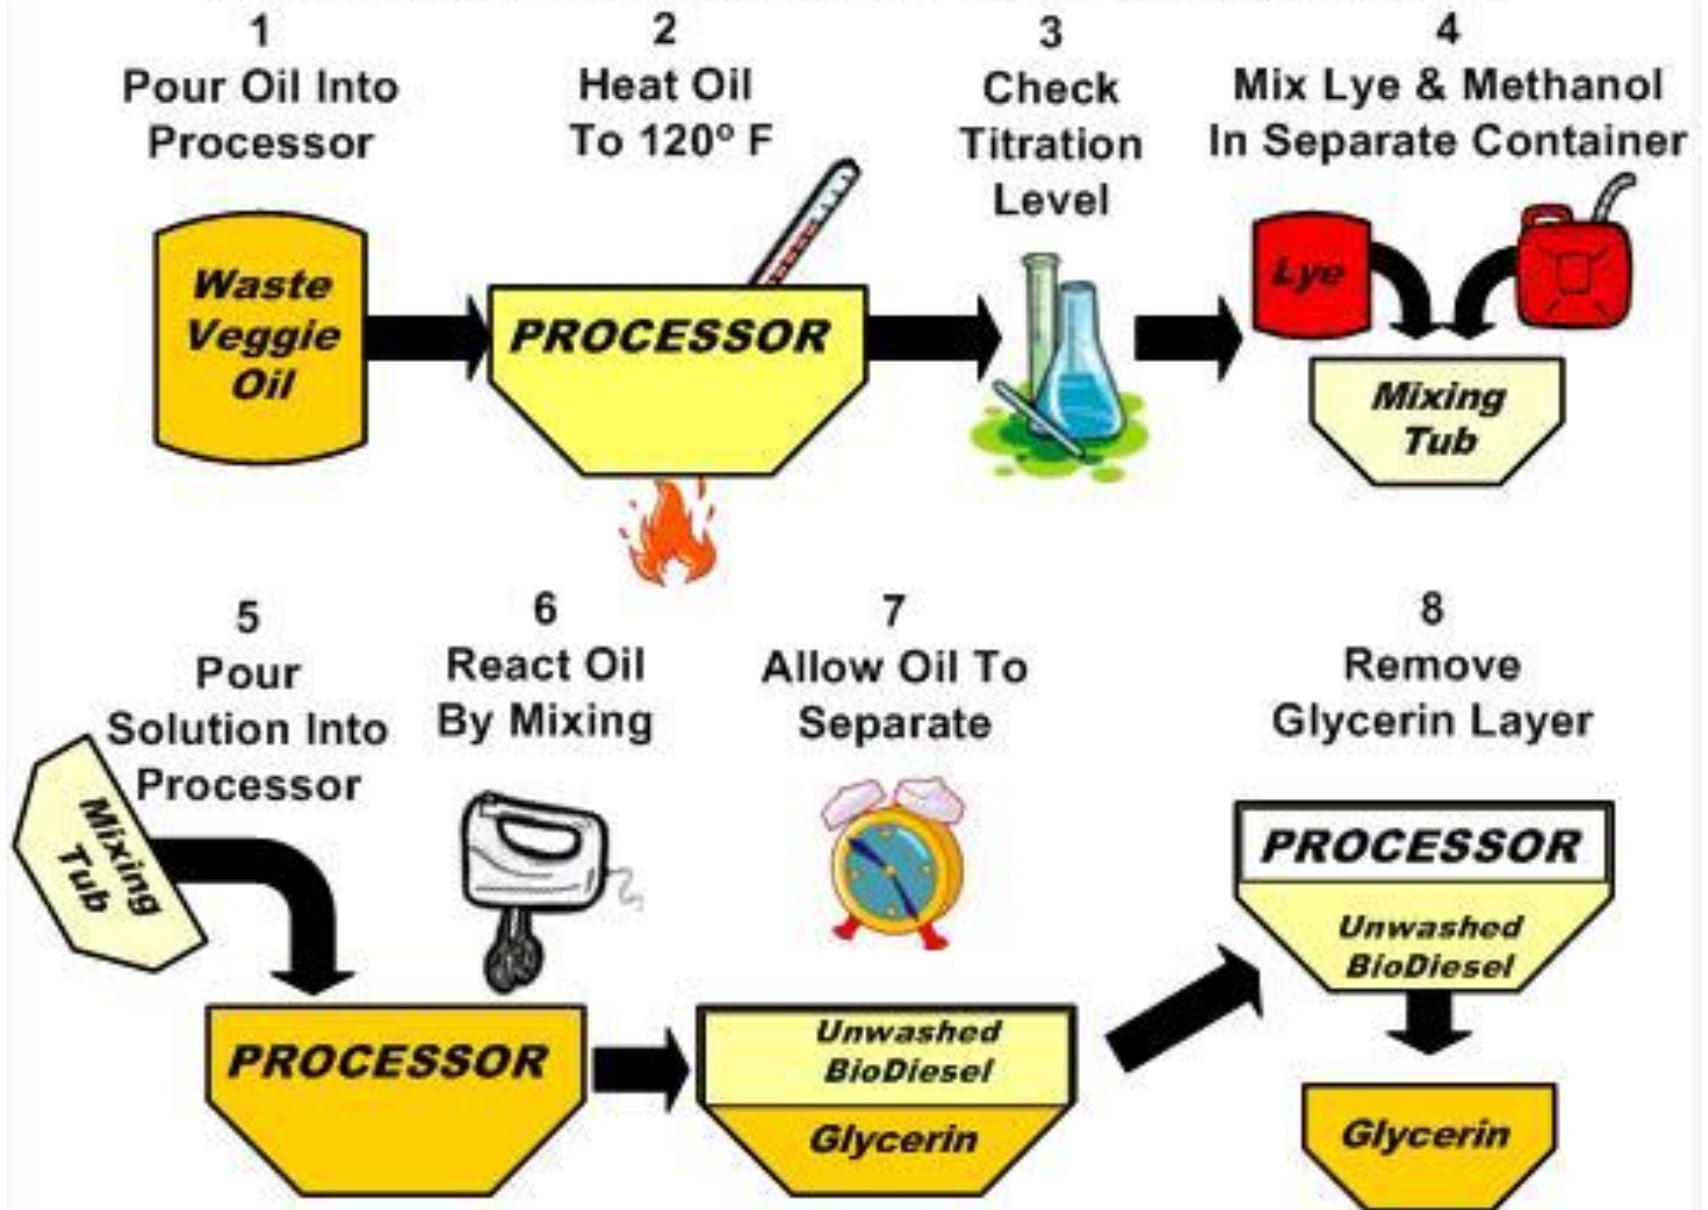 1
Pour Oil Into
Processor
2
Heat Oil
To 120º F
3
Check
Titration
Level
4
Mix Lye & Methanol
In Separate Container
Waste
Veggie
Oil
PROCESSOR
Lye
Mixing
Tub
5
Pour
Solution Into
Processor
6
React Oil
By Mixing
7
Allow Oil To
Separate
8
Remove
Glycerin Layer
Mixing
Tub
PROCESSOR
Unwashed
BioDiesel
Glycerin
PROCESSOR
Unwashed
BioDiesel
Glycerin